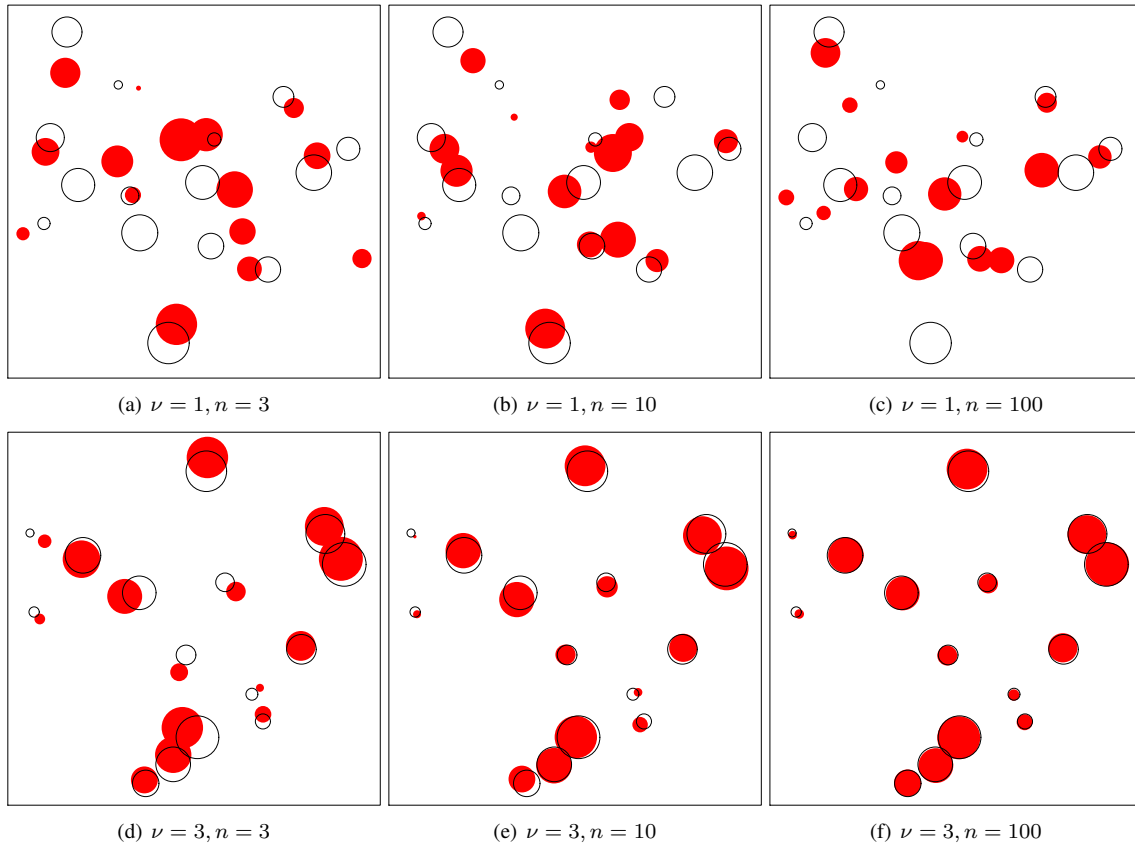 (a) ν = 1, n = 3
(b) ν = 1, n = 10
(c) ν = 1, n = 100
(d) ν = 3, n = 3
(e) ν = 3, n = 10
(f) ν = 3, n = 100